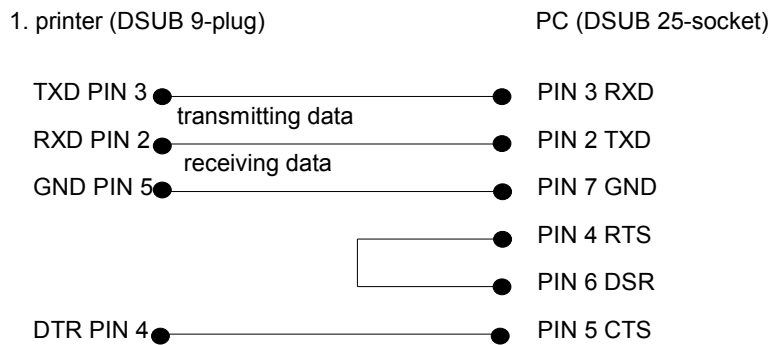 1. printer (DSUB 9-plug) PC (DSUB 25-socket)
TXD PIN 3 PIN 3 RXD
transmitting data
RXD PIN 2 PIN 2 TXD
receiving data
GND PIN 5 PIN 7 GND
PIN 4 RTS
PIN 6 DSR
DTR PIN 4 PIN 5 CTS